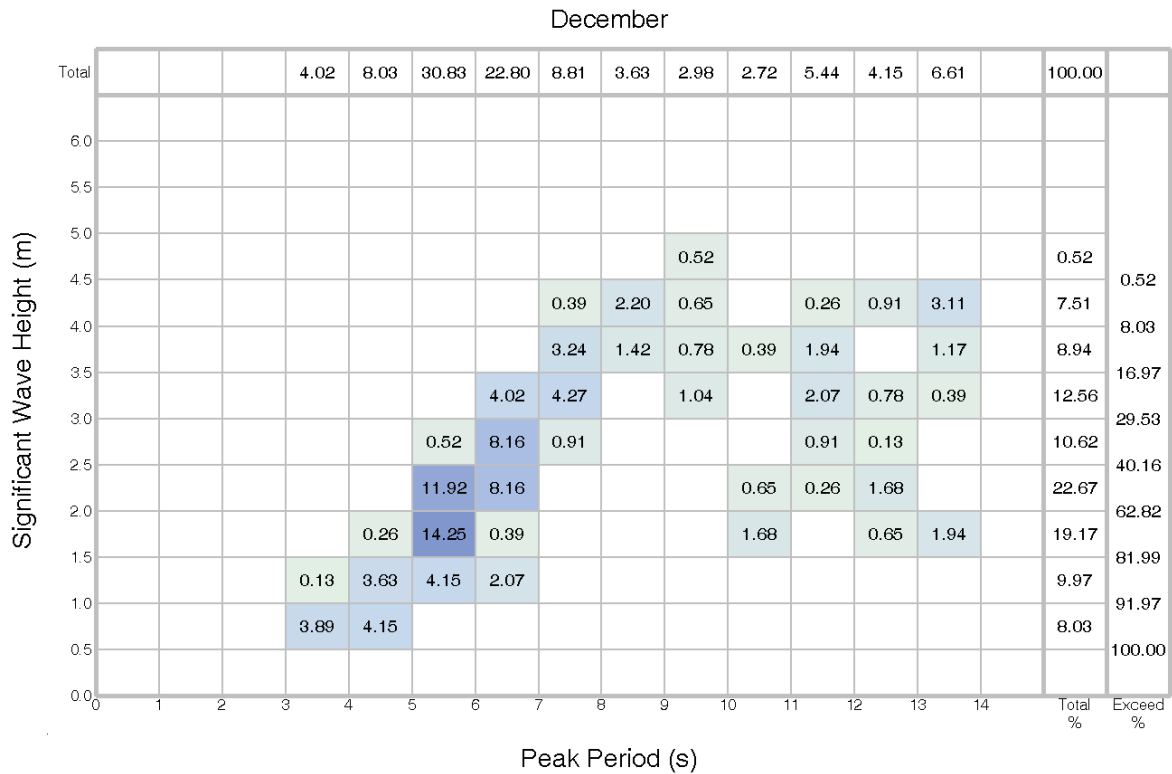 December
Total 4.02 8.03 30.83 22.80 8.81 3.63 2.98 2.72 5.44 4.15 6.61 100.00
6.0
5.5
5.0
0.52 0.52
4.5 0.52
0.39 2.20 0.65 0.26 0.91 3.11 7.51
4.0 8.03
3.24 1.42 0.78 0.39 1.94 1.17 8.94
3.5 16.97
4.02 4.27 1.04 2.07 0.78 0.39 12.56
3.0 29.53
0.52 8.16 0.91 0.91 0.13 10.62
2.5 40.16
11.92 8.16 0.65 0.26 1.68 22.67
2.0 62.82
0.26 14.25 0.39 1.68 0.65 1.94 19.17
1.5 81.99
0.13 3.63 4.15 2.07 9.97
1.0 91.97
3.89 4.15 8.03
0.5 100.00
0.0
0 1 2 3 4 5 6 7 8 9 10 11 12 13 14 Total Exceed
% %
Significant Wave Height (m)
Peak Period (s)